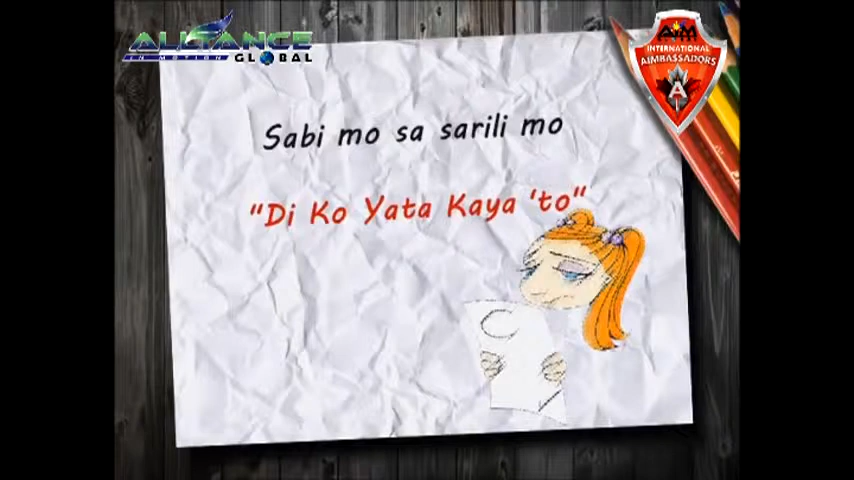 ALLIANCE
IN MOTION GLOBAL
AIM
INTERNATIONAL
AIMBASSADORS
A
Sabi mo sa sarili mo
"Di Ko Yata Kaya 'to"
C